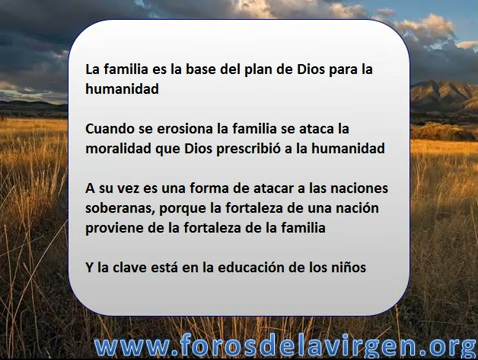 La familia es la base del plan de Dios para la
humanidad
Cuando se erosiona la familia se ataca la
moralidad que Dios prescribió a la humanidad
A su vez es una forma de atacar a las naciones
soberanas, porque la fortaleza de una nación
proviene de la fortaleza de la familia
Y la clave está en la educación de los niños
www.forosdelavirgen.org